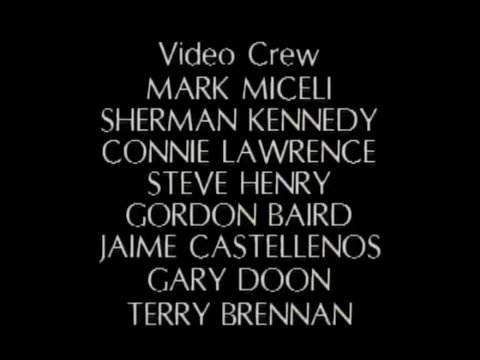 Video Crew
MARK MICELI
SHERMAN KENNEDY
CONNIE LAWRENCE
STEVE HENRY
GORDON BAIRD
JAIME CASTELLENOS
GARY DOON
TERRY BRENNAN